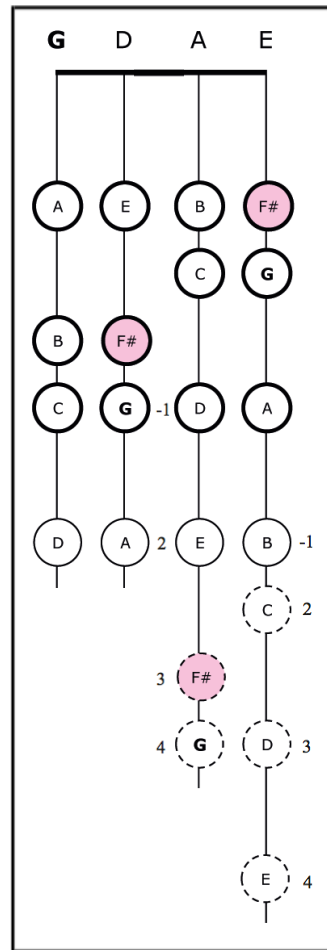 G D A E
A E B F#
C G
B F#
C G -1 D A
D A 2 E B -1
C 2
3 F#
4 G D 3
E 4